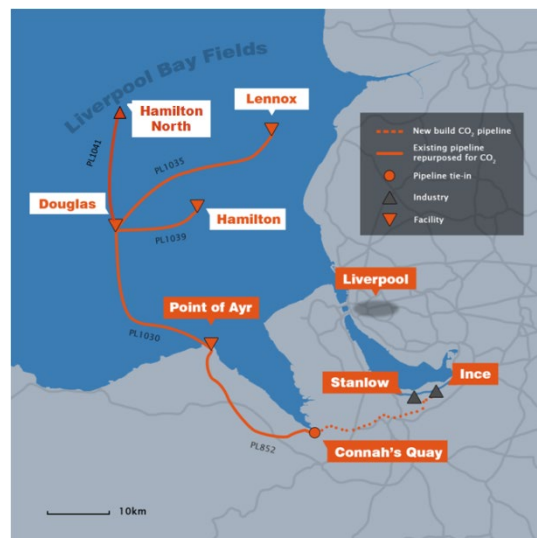 Liverpool Bay Fields
Hamilton
North
Lennox
PL1041
PL1035
Douglas
Hamilton
PL1039
New build CO₂ pipeline
Existing pipeline
repurposed for CO₂
Pipeline tie-in
Industry
Facility
Liverpool
Point of Ayr
PL1030
Stanlow
Ince
PL852
Connah's Quay
10km